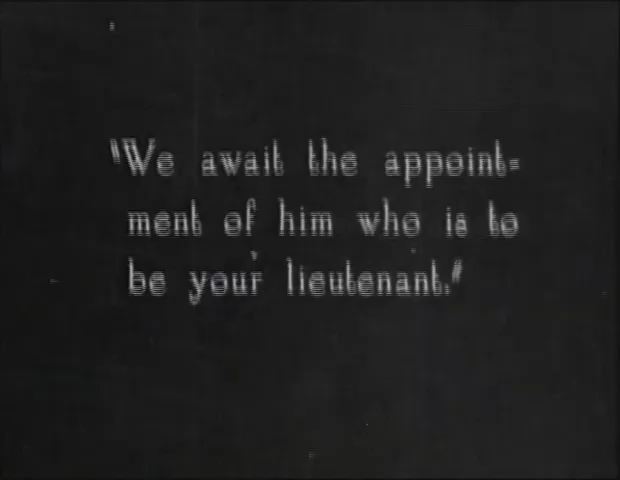 "We await the appoint=
ment of him who is to
be your lieutenant."